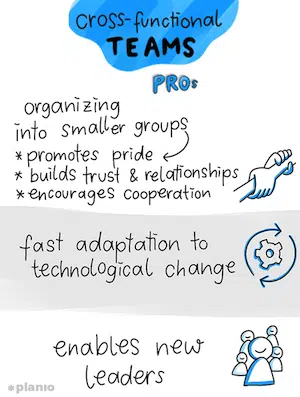 cross-functional
TEAMS
PROs
organizing
into smaller groups
* promotes pride
* builds trust & relationships
* encourages cooperation
fast adaptation to
technological change
enables new
leaders
*planio